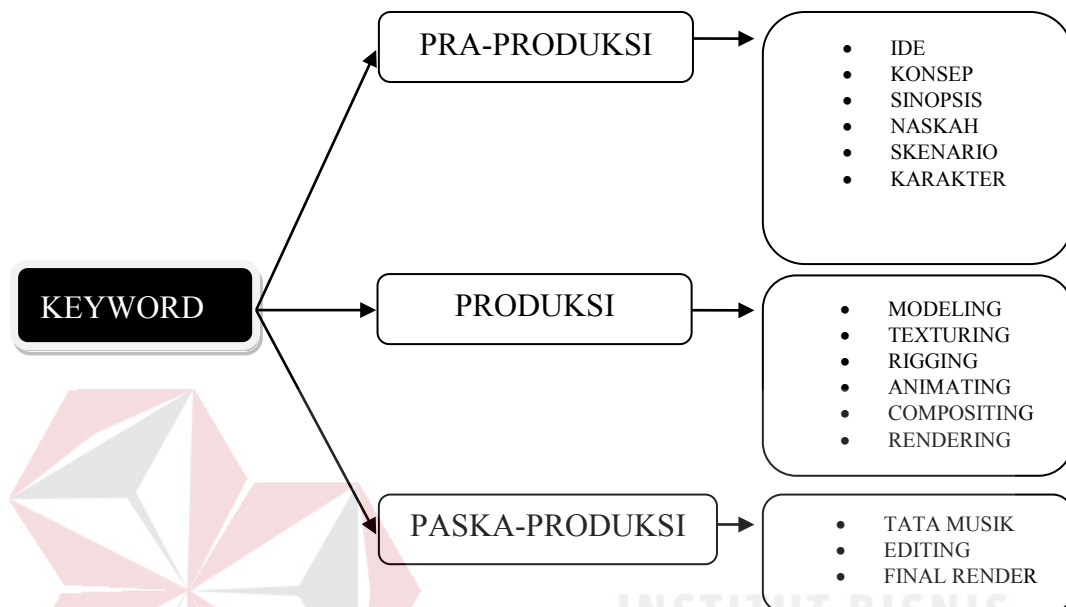 PRA-PRODUKSI
• IDE
• KONSEP
• SINOPSIS
• NASKAH
• SKENARIO
• KARAKTER
KEYWORD
PRODUKSI
• MODELING
• TEXTURING
• RIGGING
• ANIMATING
• COMPOSITING
• RENDERING
PASKA-PRODUKSI
• TATA MUSIK
• EDITING
• FINAL RENDER
INSTITUT BISNIS